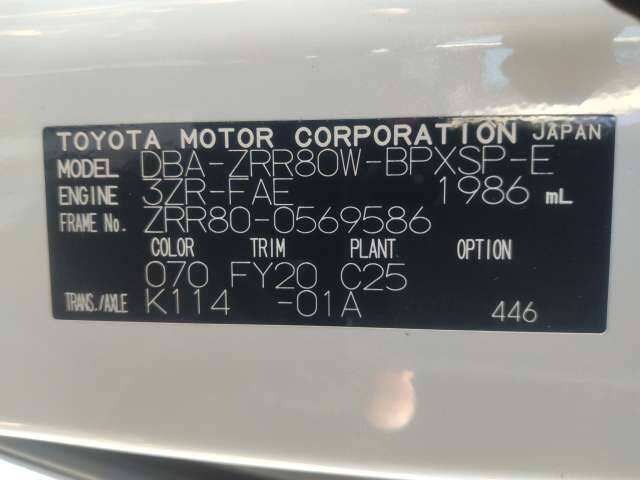 TOYOTA MOTOR CORPORATION JAPAN
MODEL DBA-ZRR80W-BPXSP-E
ENGINE 3ZR-FAE 1986 mL
FRAME No. ZRR80-0569586
COLOR TRIM PLANT OPTION
070 FY20 C25
TRANS./AXLE K114 -01A 446